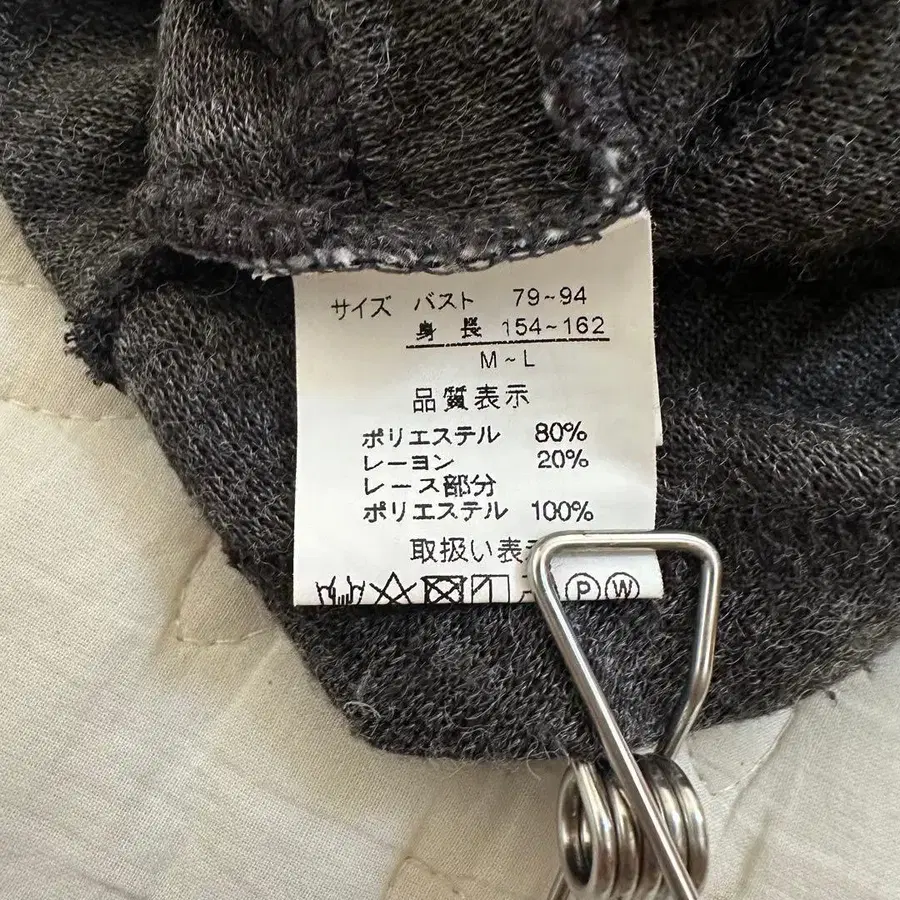 サイズ バスト 79~94
身長 154~162
M~L
品質表示
ポリエステル 80%
レーヨン 20%
レース部分
ポリエステル 100%
取扱い表
P W